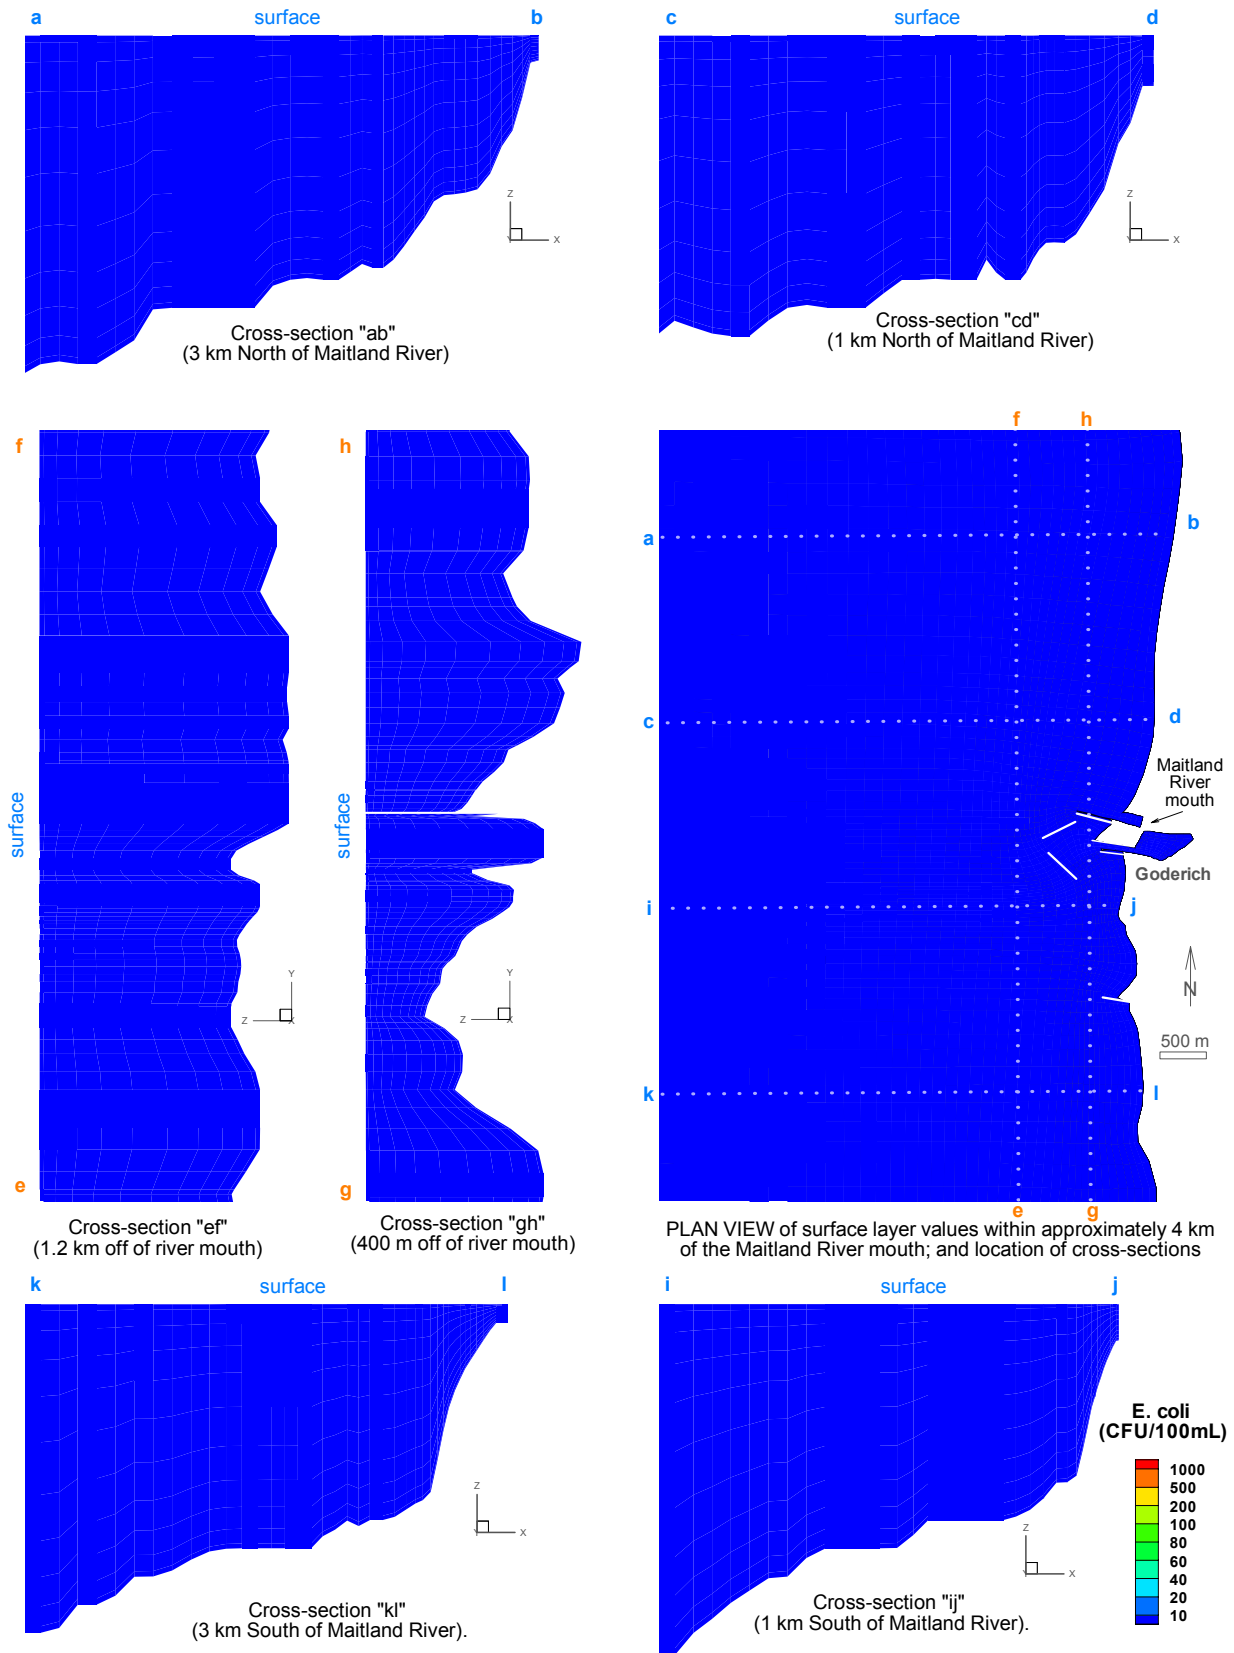 a surface b
c surface d
Z
X
Y
Z
X
Y
Cross-section "ab"
(3 km North of Maitland River)
Cross-section "cd"
(1 km North of Maitland River)
f
surface
e
Y
Z
X
Cross-section "ef"
(1.2 km off of river mouth)
h
surface
g
Y
Z
X
Cross-section "gh"
(400 m off of river mouth)
f h
a b
c d
Maitland
River
mouth
Goderich
i j
N
500 m
k l
e g
PLAN VIEW of surface layer values within approximately 4 km
of the Maitland River mouth; and location of cross-sections
k surface l
Z
X
Y
Cross-section "kl"
(3 km South of Maitland River).
i surface j
Z
X
Y
Cross-section "ij"
(1 km South of Maitland River).
E. coli
(CFU/100mL)
1000
500
200
100
80
60
40
20
10